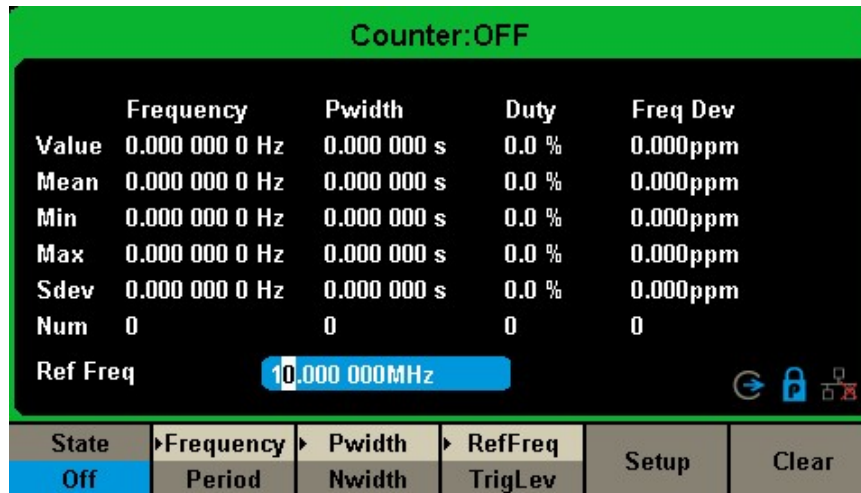 Counter:OFF
Frequency Pwidth Duty Freq Dev
Value 0.000 000 0 Hz 0.000 000 s 0.0 % 0.000ppm
Mean 0.000 000 0 Hz 0.000 000 s 0.0 % 0.000ppm
Min 0.000 000 0 Hz 0.000 000 s 0.0 % 0.000ppm
Max 0.000 000 0 Hz 0.000 000 s 0.0 % 0.000ppm
Sdev 0.000 000 0 Hz 0.000 000 s 0.0 % 0.000ppm
Num 0 0 0 0
Ref Freq 10.000 000MHz
P
State Frequency Pwidth RefFreq Setup Clear
Off Period Nwidth TrigLev